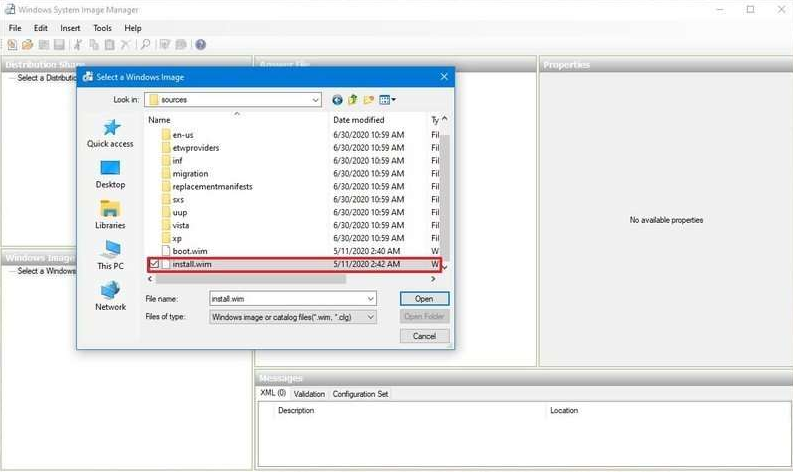 Windows System Image Manager
File Edit Insert Tools Help
Distribution Share
Select a Distributi
Answer File
Properties
No available properties
Windows Image
Select a Windows
Messages
XML (0) Validation Configuration Set
Description Location
Select a Windows Image
Look in: sources
Quick access
Desktop
Libraries
This PC
Network
Name Date modified Ty
en-us 6/30/2020 10:59 AM Fil
etwproviders 6/30/2020 10:59 AM Fil
inf 6/30/2020 10:59 AM Fil
migration 6/30/2020 10:59 AM Fil
replacementmanifests 6/30/2020 10:59 AM Fil
sxs 6/30/2020 10:59 AM Fil
uup 6/30/2020 10:59 AM Fil
vista 6/30/2020 10:59 AM Fil
xp 6/30/2020 10:59 AM Fil
boot.wim 5/11/2020 2:40 AM W
install.wim 5/11/2020 2:42 AM W
File name: install.wim Open
Files of type: Windows image or catalog files(*.wim, *.clg) Open Folder
Cancel